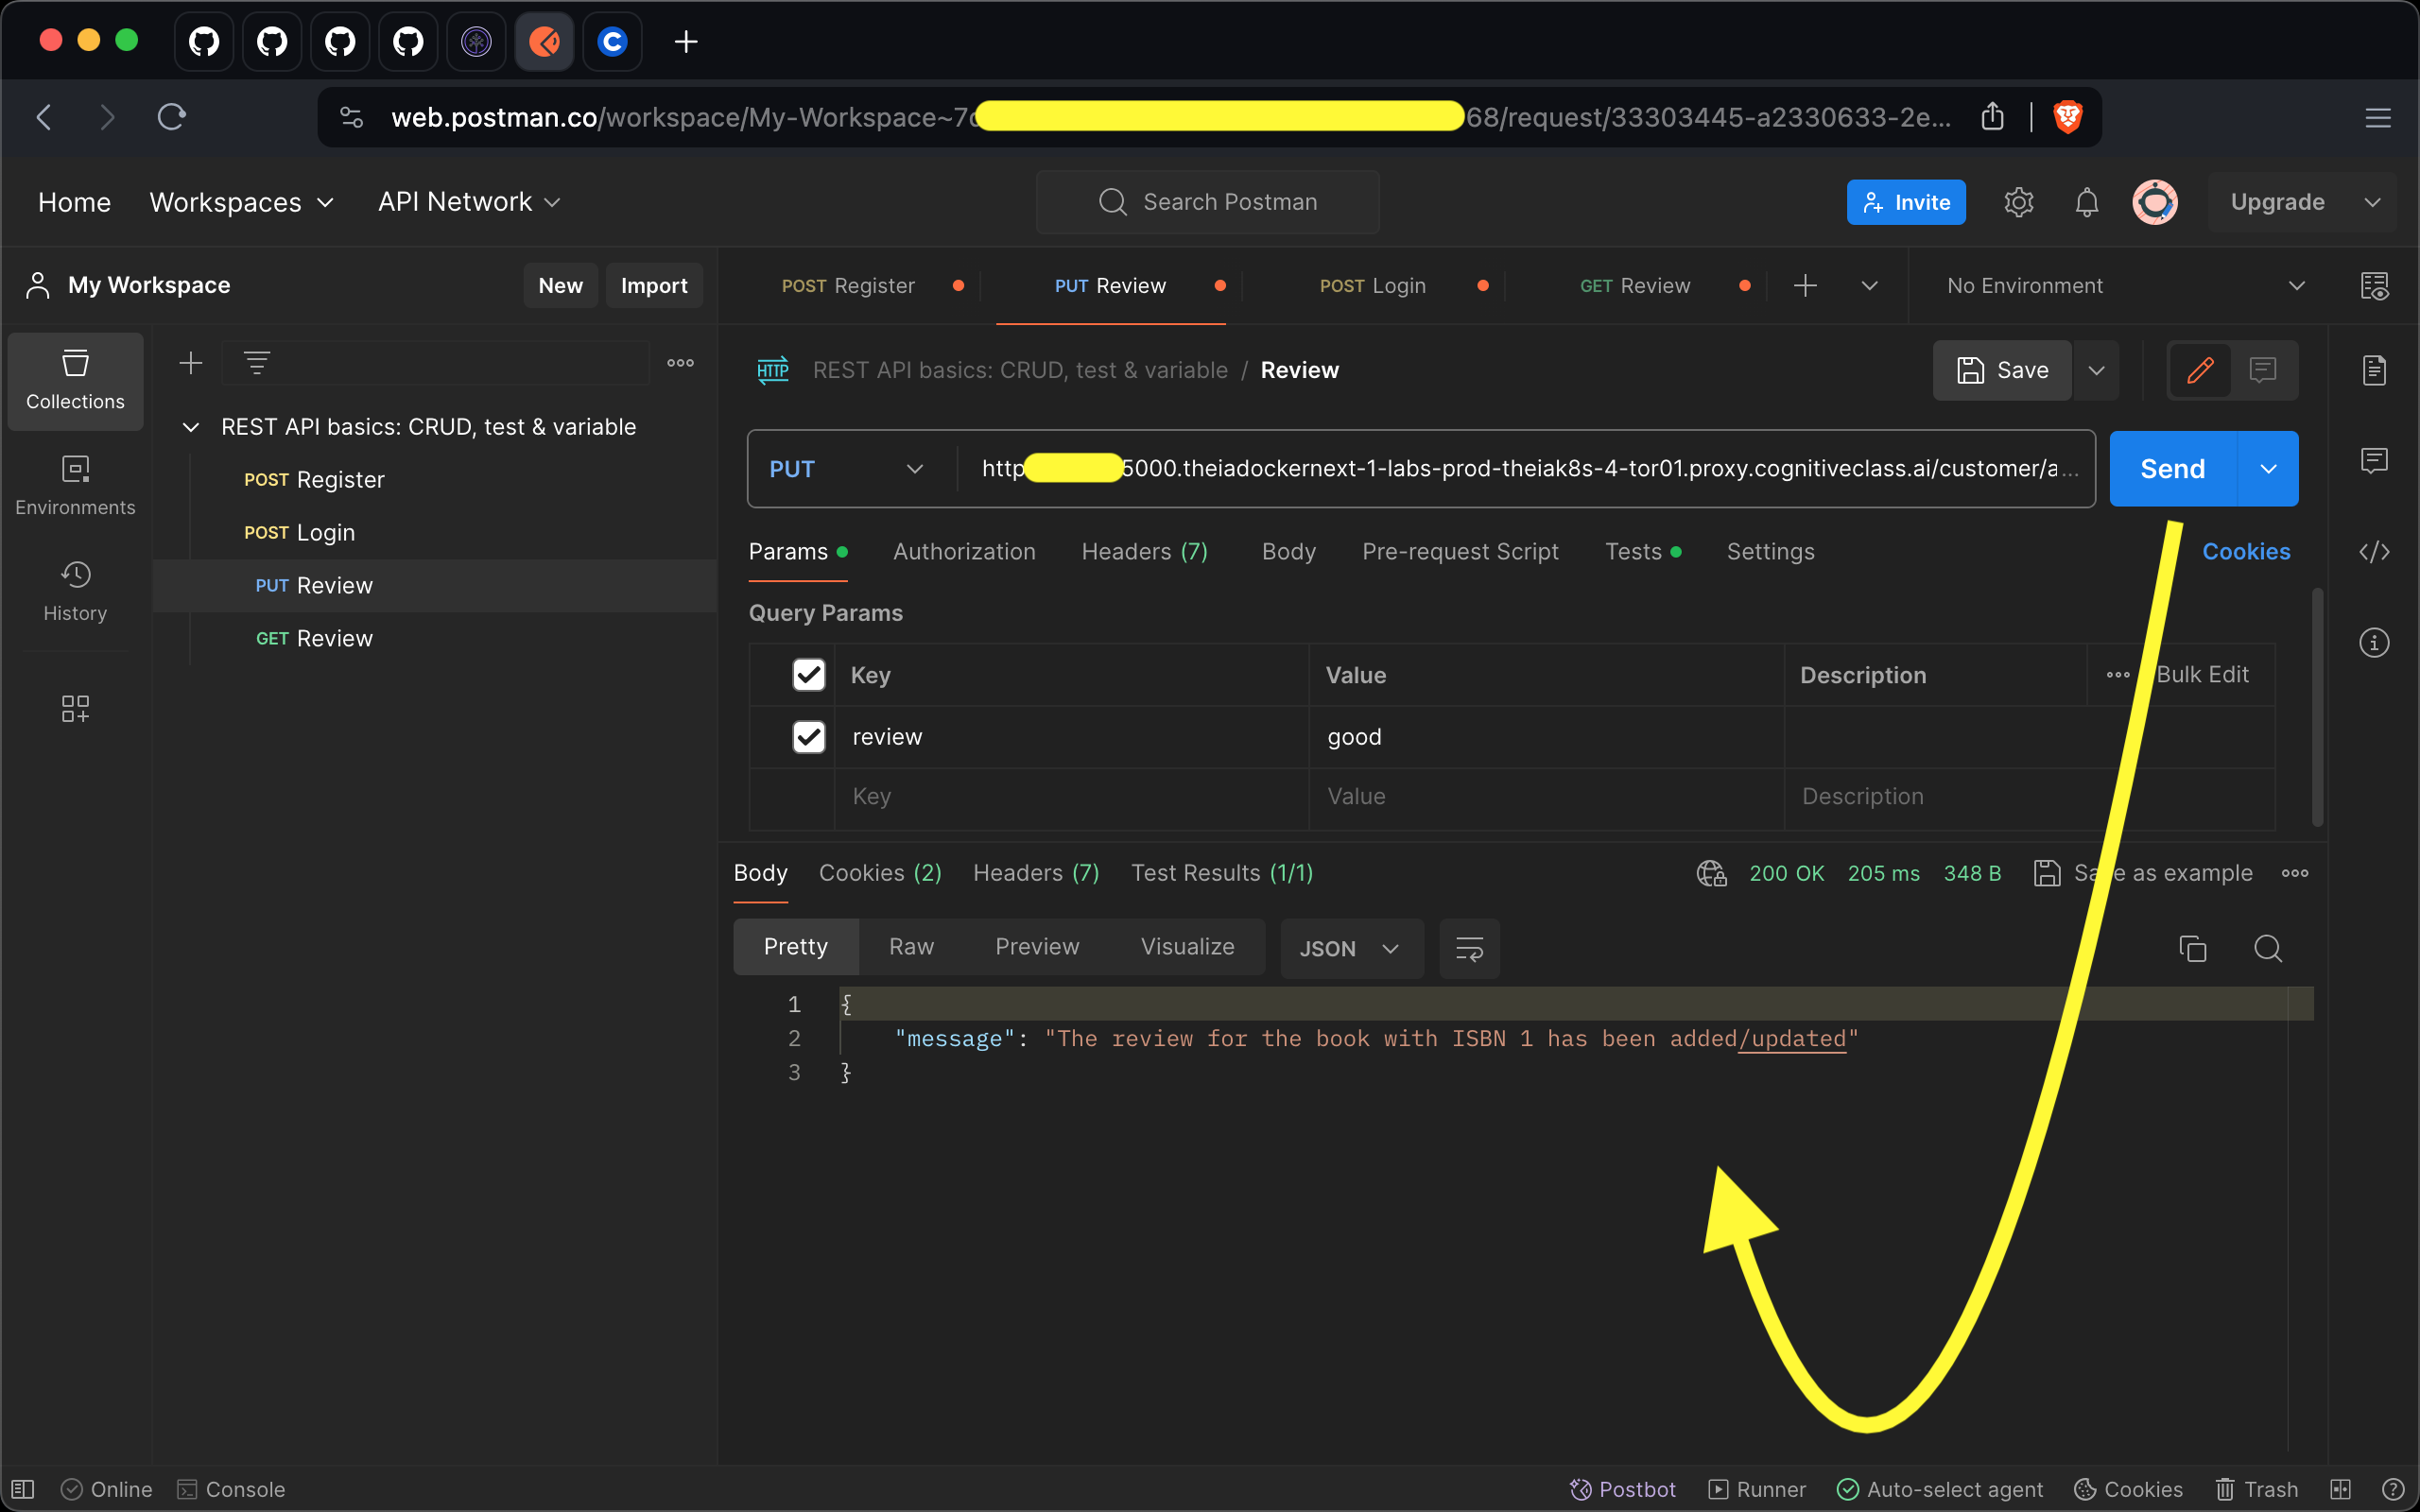 web.postman.co/workspace/My-Workspace~7c 68/request/33303445-a2330633-2e...
Home Workspaces API Network Search Postman Invite Upgrade
My Workspace New Import POST Register PUT Review POST Login GET Review No Environment
Collections
Environments
History
REST API basics: CRUD, test & variable
POST Register
POST Login
PUT Review
GET Review
HTTP REST API basics: CRUD, test & variable / Review Save
PUT http 5000.theiadockernext-1-labs-prod-theiak8s-4-tor01.proxy.cognitiveclass.ai/customer/a... Send
Params Authorization Headers (7) Body Pre-request Script Tests Settings Cookies
Query Params
Key Value Description Bulk Edit
review good
Key Value Description
Body Cookies (2) Headers (7) Test Results (1/1) 200 OK 205 ms 348 B Save as example
Pretty Raw Preview Visualize JSON
1 {
2 "message": "The review for the book with ISBN 1 has been added/updated"
3 }
Online Console Postbot Runner Auto-select agent Cookies Trash